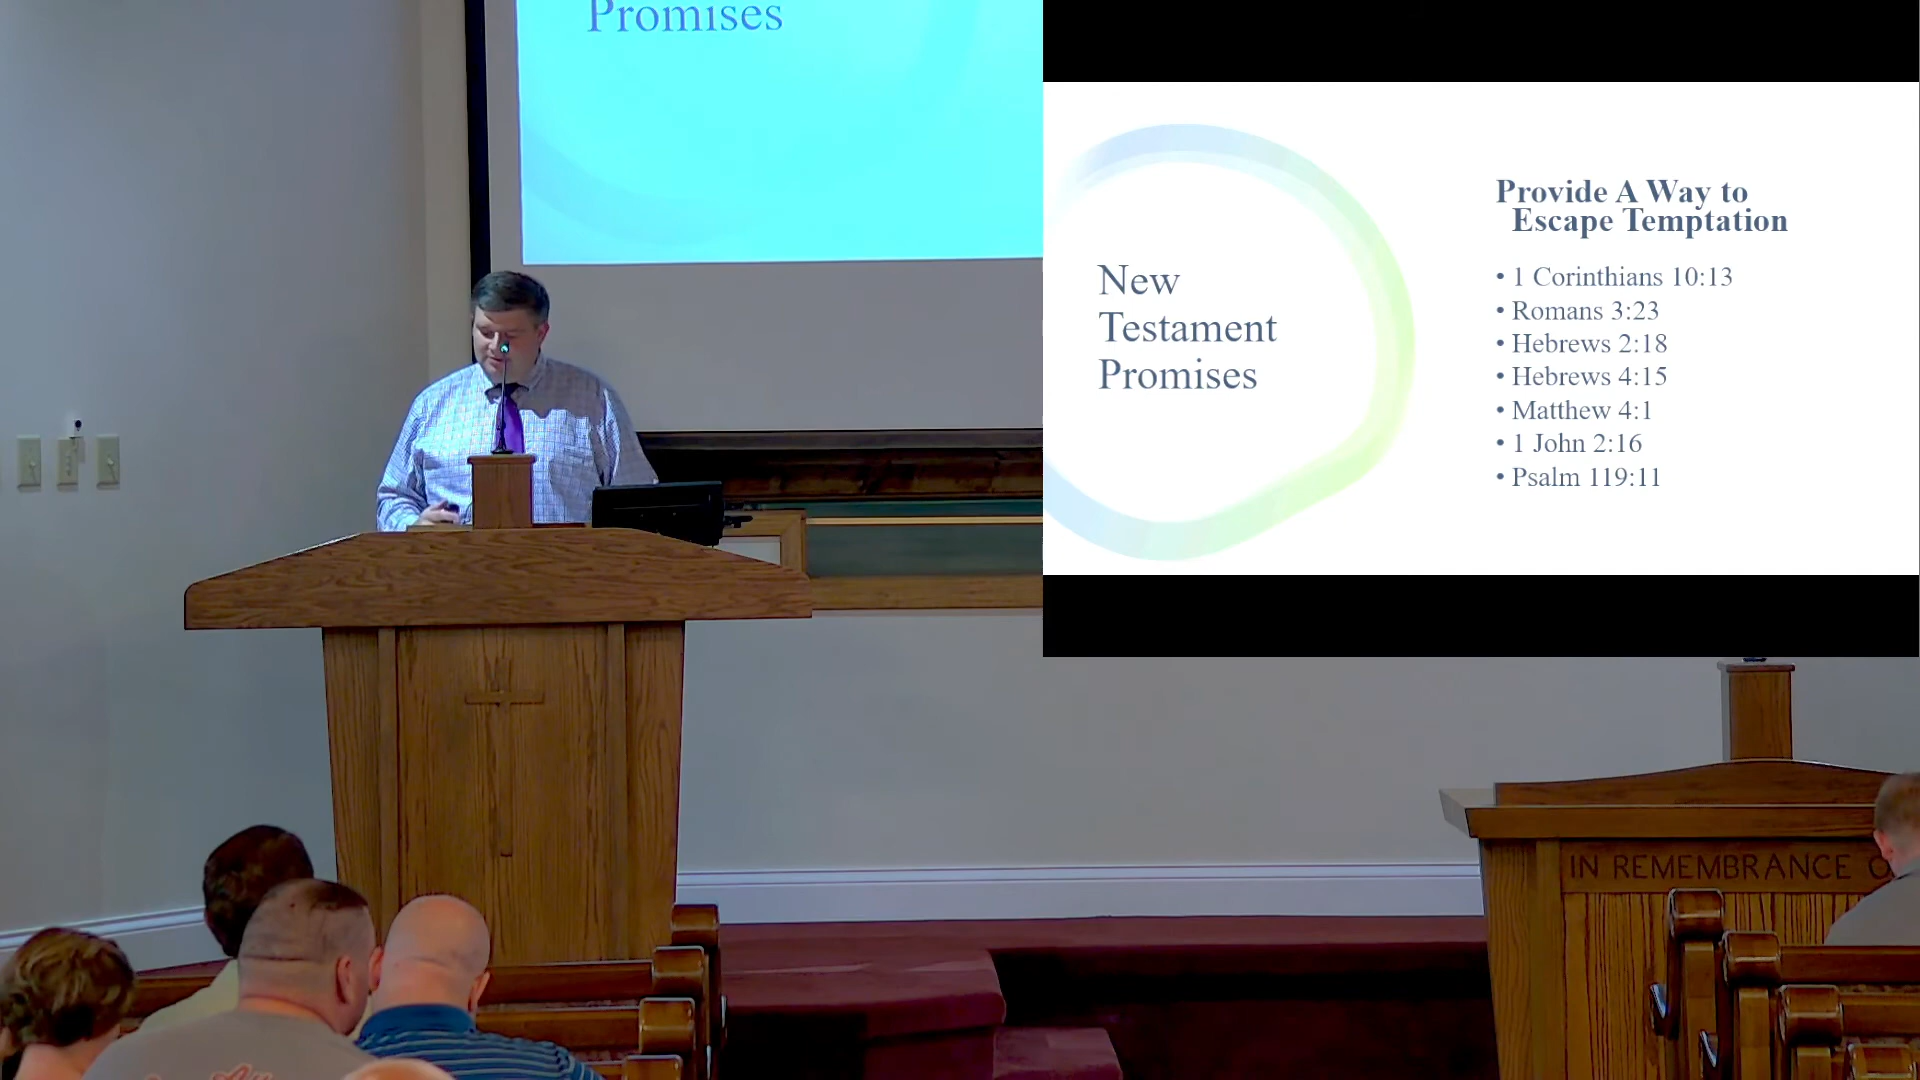 Promises
New
Testament
Promises
Provide A Way to
Escape Temptation
• 1 Corinthians 10:13
• Romans 3:23
• Hebrews 2:18
• Hebrews 4:15
• Matthew 4:1
• 1 John 2:16
• Psalm 119:11
IN REMEMBRANCE O